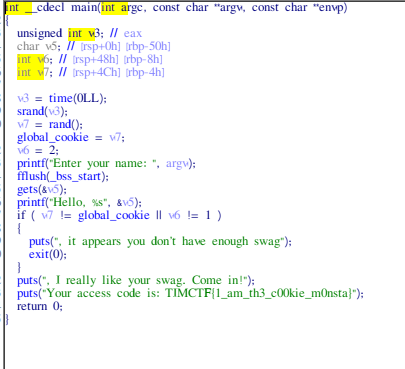 int __cdecl main(int argc, const char **argv, const char **envp)
{
unsigned int v3; // eax
char v5; // [rsp+0h] [rbp-50h]
int v6; // [rsp+48h] [rbp-8h]
int v7; // [rsp+4Ch] [rbp-4h]
v3 = time(0LL);
srand(v3);
v7 = rand();
global_cookie = v7;
v6 = 2;
printf("Enter your name: ", argv);
fflush(_bss_start);
gets(&v5);
printf("Hello, %s", &v5);
if ( v7 != global_cookie || v6 != 1 )
{
puts(", it appears you don't have enough swag");
exit(0);
}
puts(", I really like your swag. Come in!");
puts("Your access code is: TIMCTF{1_am_th3_c00kie_m0nsta}");
return 0;
}